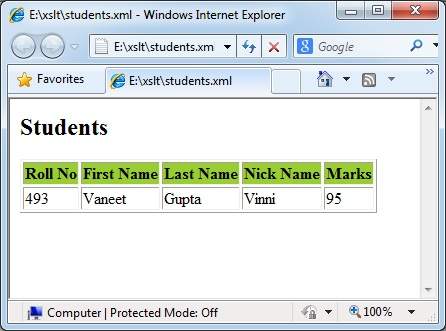 E:\xslt\students.xml - Windows Internet Explorer
E:\xslt\students.xm Google
Favorites E:\xslt\students.xml
Students
Roll No First Name Last Name Nick Name Marks
493 Vaneet Gupta Vinni 95
Computer | Protected Mode: Off 100%